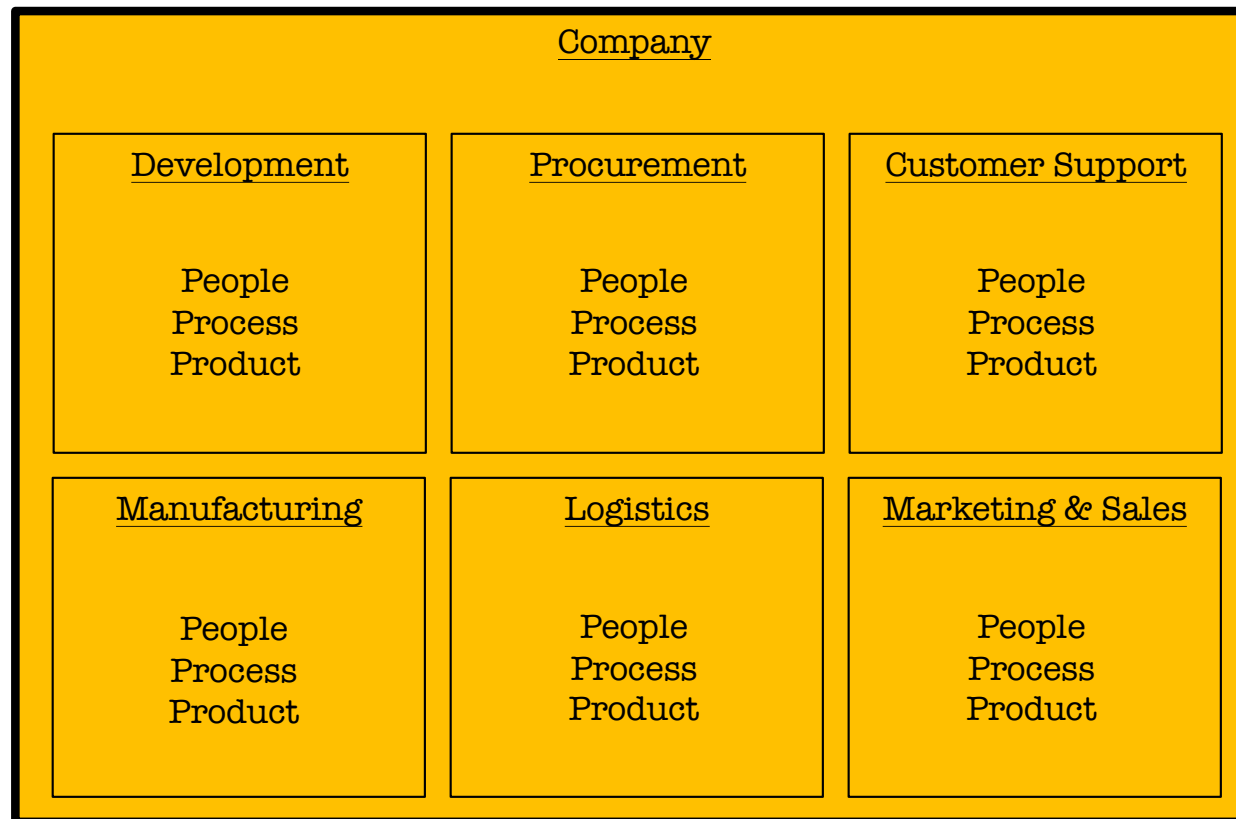 Company
Development
People
Process
Product
Procurement
People
Process
Product
Customer Support
People
Process
Product
Manufacturing
People
Process
Product
Logistics
People
Process
Product
Marketing & Sales
People
Process
Product